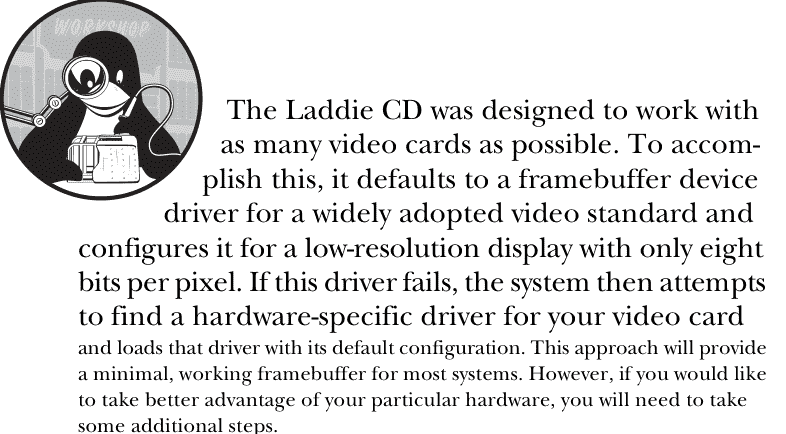 WORKSHOP
The Laddie CD was designed to work with
as many video cards as possible. To accom-
plish this, it defaults to a framebuffer device
driver for a widely adopted video standard and
configures it for a low-resolution display with only eight
bits per pixel. If this driver fails, the system then attempts
to find a hardware-specific driver for your video card
and loads that driver with its default configuration. This approach will provide
a minimal, working framebuffer for most systems. However, if you would like
to take better advantage of your particular hardware, you will need to take
some additional steps.